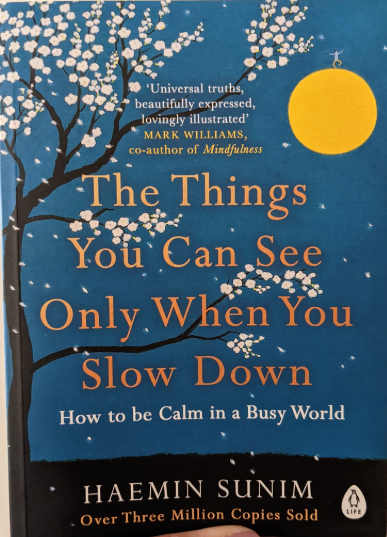 'Universal truths,
beautifully expressed,
lovingly illustrated'
MARK WILLIAMS,
co-author of Mindfulness
The Things
You Can See
Only When You
Slow Down
How to be Calm in a Busy World
HAEMIN SUNIM
Over Three Million Copies Sold
LIFE